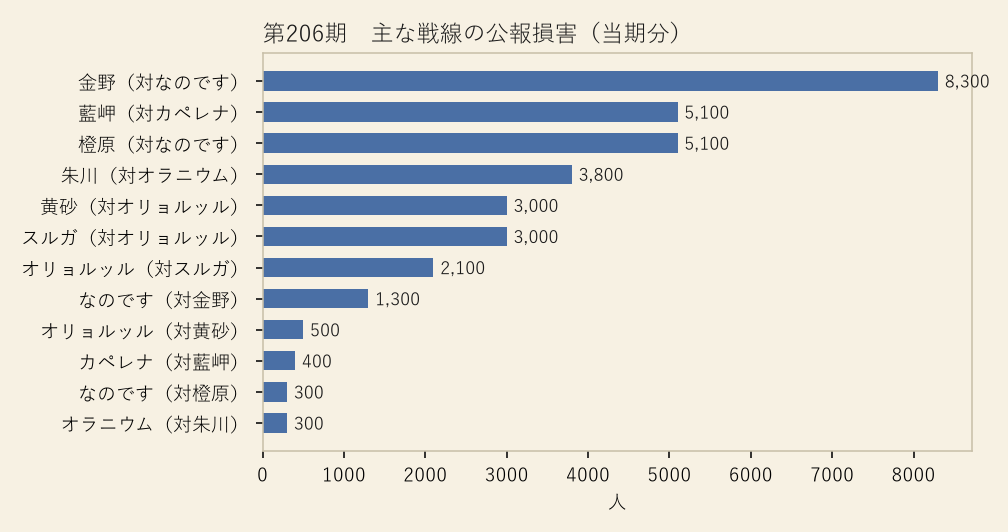 第206期　主な戦線の公報損害（当期分）
金野（対なのです） 8,300
藍岬（対カペレナ） 5,100
橙原（対なのです） 5,100
朱川（対オラニウム） 3,800
黄砂（対オリョルッル） 3,000
スルガ（対オリョルッル） 3,000
オリョルッル（対スルガ） 2,100
なのです（対金野） 1,300
オリョルッル（対黄砂） 500
カペレナ（対藍岬） 400
なのです（対橙原） 300
オラニウム（対朱川） 300
0 1000 2000 3000 4000 5000 6000 7000 8000
人